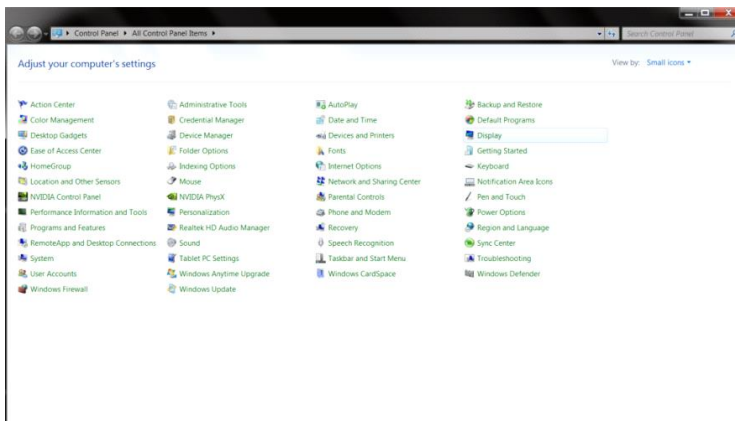 Control Panel ▸ All Control Panel Items ▸ Search Control Panel
Adjust your computer's settings View by: Small icons
Action Center Administrative Tools AutoPlay Backup and Restore
Color Management Credential Manager Date and Time Default Programs
Desktop Gadgets Device Manager Devices and Printers Display
Ease of Access Center Folder Options Fonts Getting Started
HomeGroup Indexing Options Internet Options Keyboard
Location and Other Sensors Mouse Network and Sharing Center Notification Area Icons
NVIDIA Control Panel NVIDIA PhysX Parental Controls Pen and Touch
Performance Information and Tools Personalization Phone and Modem Power Options
Programs and Features Realtek HD Audio Manager Recovery Region and Language
RemoteApp and Desktop Connections Sound Speech Recognition Sync Center
System Tablet PC Settings Taskbar and Start Menu Troubleshooting
User Accounts Windows Anytime Upgrade Windows CardSpace Windows Defender
Windows Firewall Windows Update